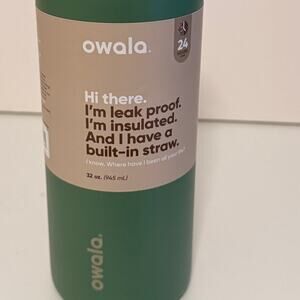 owala.
24
Hi there.
I'm leak proof.
I'm insulated.
And I have a
built-in straw.
I know, Where have I been all your life?
32 oz. (945 mL)
owala.